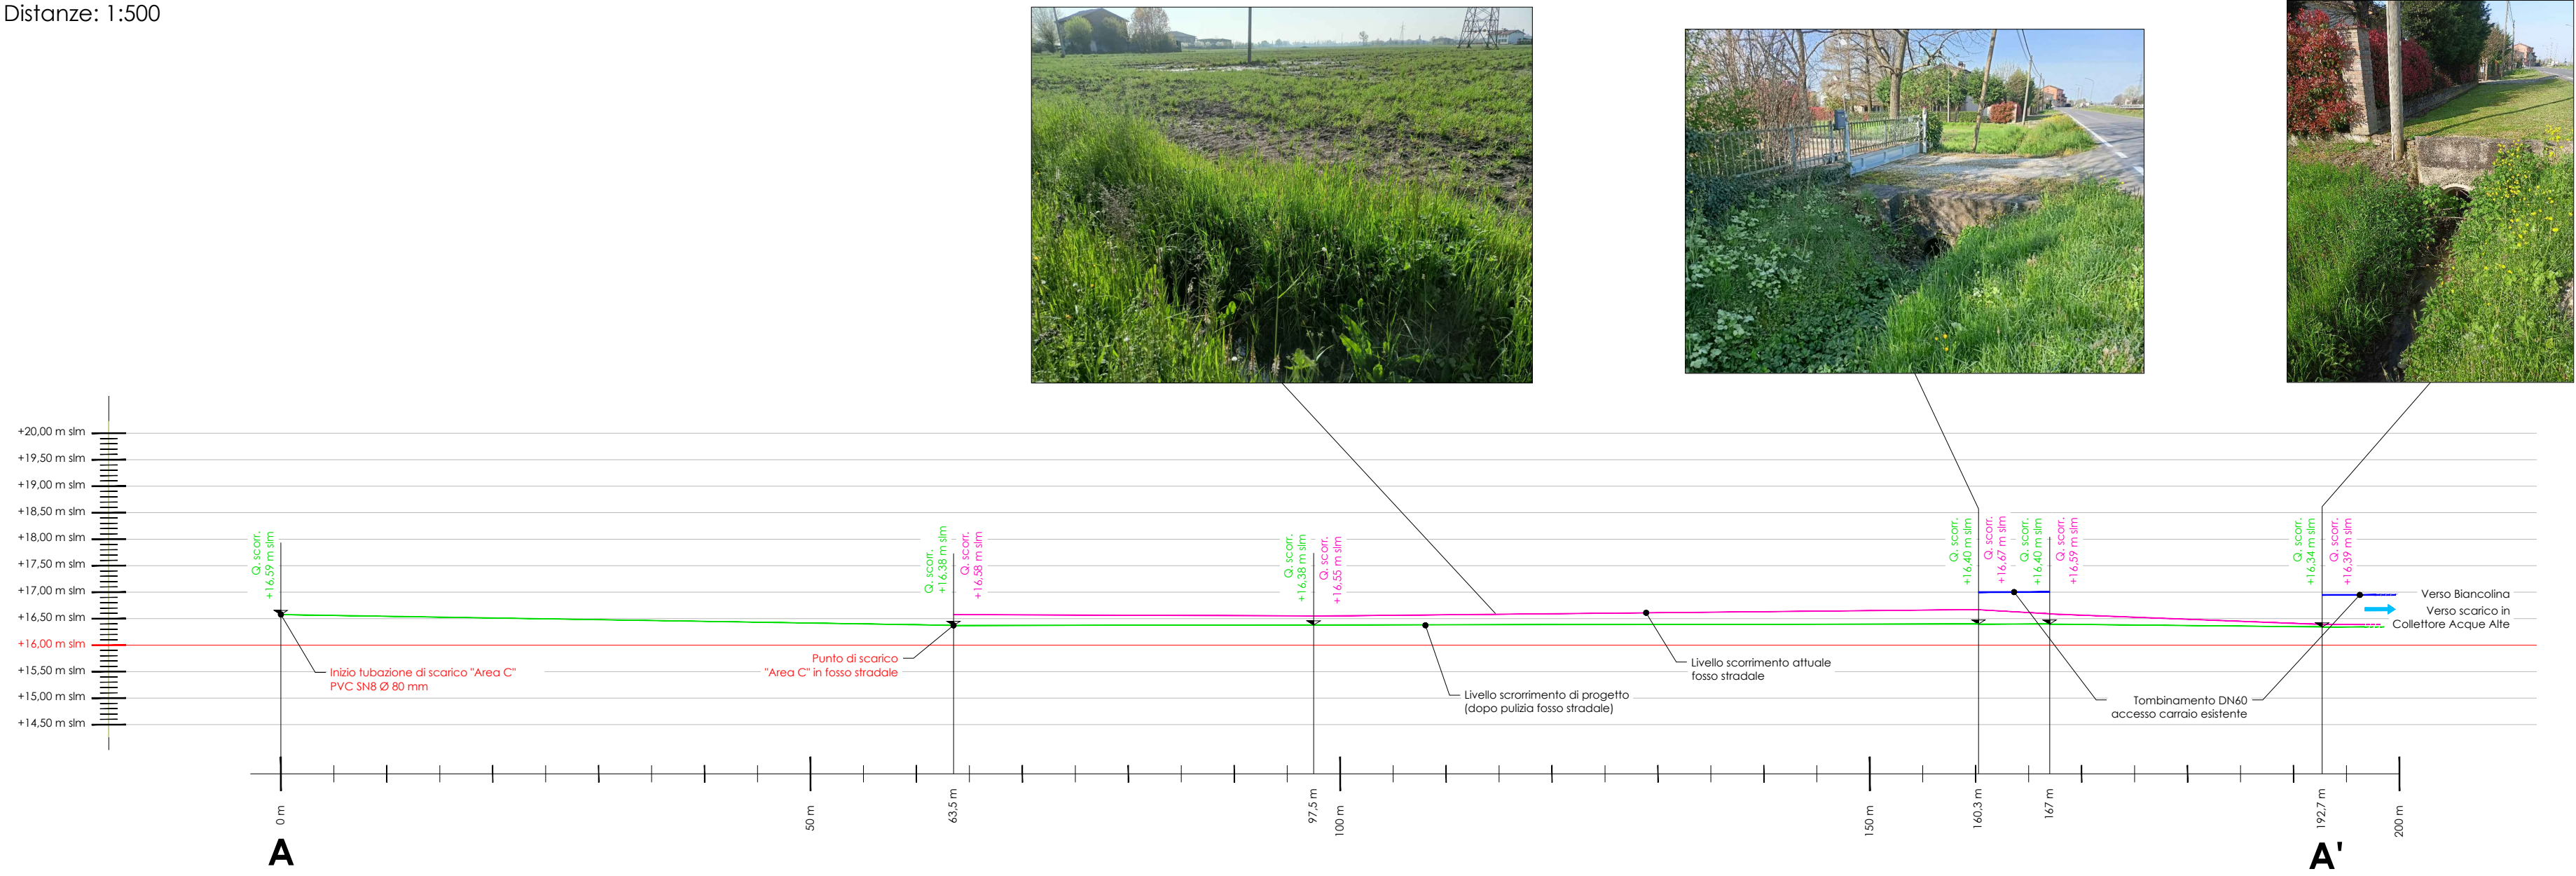 Distanze: 1:500
+20,00 m slm
+19,50 m slm
+19,00 m slm
+18,50 m slm
+18,00 m slm
+17,50 m slm
+17,00 m slm
+16,50 m slm
+16,00 m slm
+15,50 m slm
+15,00 m slm
+14,50 m slm
Q. scorr.
+16,59 m slm
Q. scorr.
+16,38 m slm
Q. scorr.
+16,58 m slm
Q. scorr.
+16,38 m slm
Q. scorr.
+16,55 m slm
Q. scorr.
+16,40 m slm
Q. scorr.
+16,67 m slm
Q. scorr.
+16,40 m slm
Q. scorr.
+16,59 m slm
Q. scorr.
+16,34 m slm
Q. scorr.
+16,39 m slm
Verso Biancolina
Verso scarico in
Collettore Acque Alte
Inizio tubazione di scarico "Area C"
PVC SN8 Ø 80 mm
Punto di scarico
"Area C" in fosso stradale
Livello scrorrimento di progetto
(dopo pulizia fosso stradale)
Livello scorrimento attuale
fosso stradale
Tombinamento DN60
accesso carraio esistente
0 m
50 m
63,5 m
97,5 m
100 m
150 m
160,3 m
167 m
192,7 m
200 m
A
A'